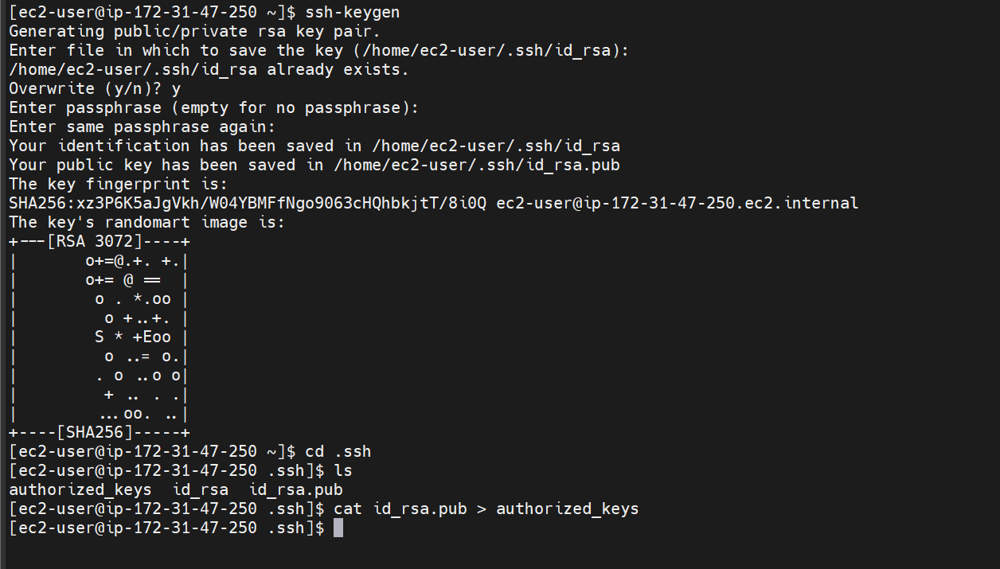 [ec2-user@ip-172-31-47-250 ~]$ ssh-keygen
Generating public/private rsa key pair.
Enter file in which to save the key (/home/ec2-user/.ssh/id_rsa):
/home/ec2-user/.ssh/id_rsa already exists.
Overwrite (y/n)? y
Enter passphrase (empty for no passphrase):
Enter same passphrase again:
Your identification has been saved in /home/ec2-user/.ssh/id_rsa
Your public key has been saved in /home/ec2-user/.ssh/id_rsa.pub
The key fingerprint is:
SHA256:xz3P6K5aJgVkh/W04YBMFfNgo9063cHQhbkjtT/8i0Q ec2-user@ip-172-31-47-250.ec2.internal
The key's randomart image is:
+---[RSA 3072]----+
|       o+=@.+. +.|
|       o+= @ ==  |
|        o . *.oo |
|         o +..+. |
|        S * +Eoo |
|         o ..= o.|
|        . o ..o o|
|         + .. . .|
|        ...oo. ..|
+----[SHA256]-----+
[ec2-user@ip-172-31-47-250 ~]$ cd .ssh
[ec2-user@ip-172-31-47-250 .ssh]$ ls
authorized_keys  id_rsa  id_rsa.pub
[ec2-user@ip-172-31-47-250 .ssh]$ cat id_rsa.pub > authorized_keys
[ec2-user@ip-172-31-47-250 .ssh]$